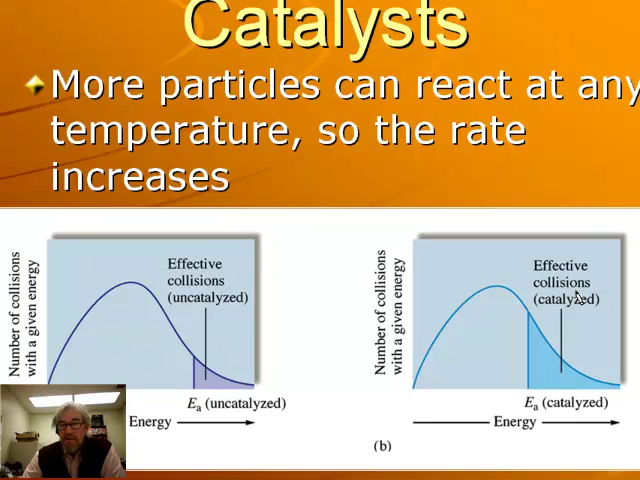 Catalysts
More particles can react at any
temperature, so the rate
increases
Number of collisions
with a given energy
Effective
collisions
(uncatalyzed)
Eₐ (uncatalyzed)
Energy
Number of collisions
with a given energy
Effective
collisions
(catalyzed)
Eₐ (catalyzed)
Energy
(b)